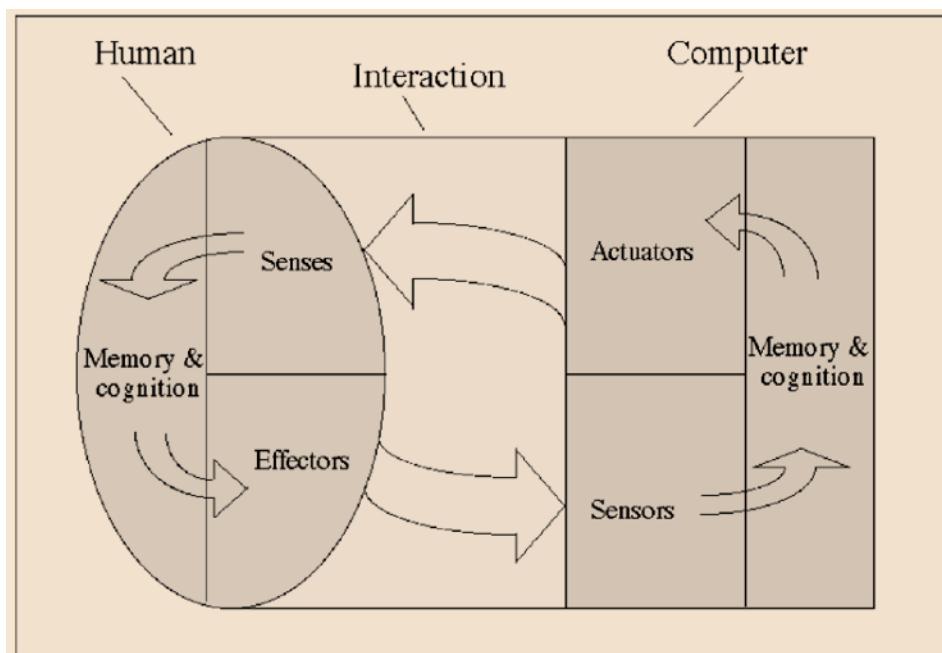 Human
Interaction
Computer
Senses
Actuators
Memory &
cognition
Memory &
cognition
Effectors
Sensors